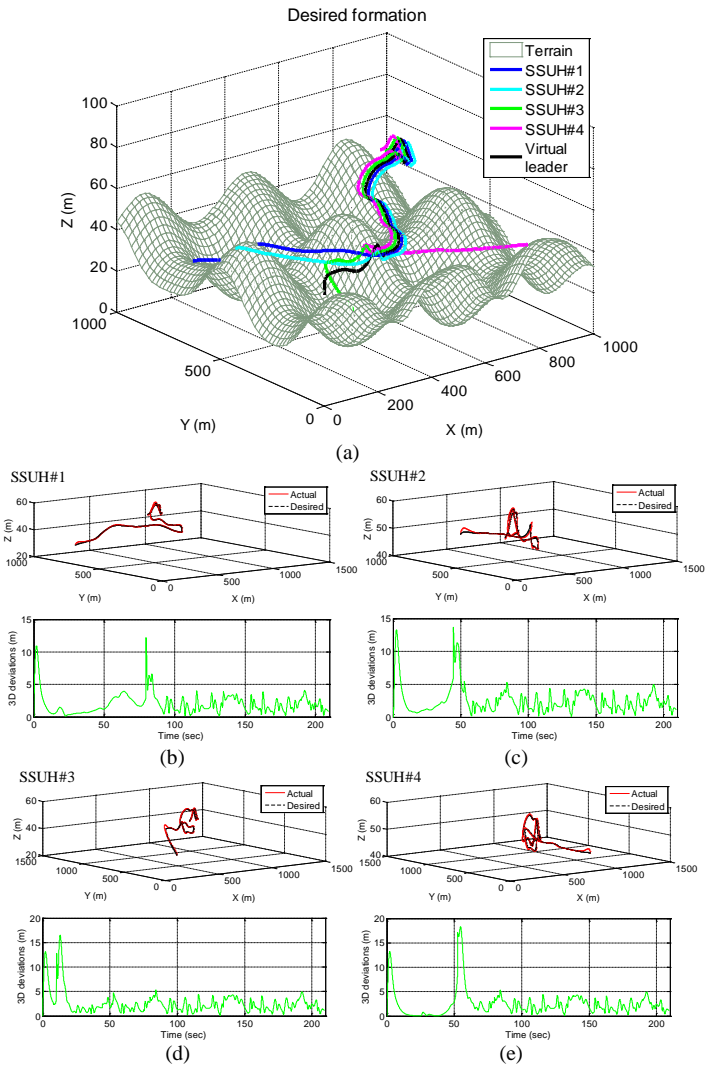 Desired formation
Terrain
SSUH#1
SSUH#2
SSUH#3
SSUH#4
Virtual
leader
100
80
60
40
20
0
Z (m)
1000
500
0
Y (m)
0
200
400
600
800
1000
X (m)
(a)
SSUH#1
Actual
Desired
60
40
20
Z (m)
1000
500
0
Y (m)
0
500
1000
1500
X (m)
15
10
5
0
3D deviations (m)
0
50
100
150
200
Time (sec)
(b)
SSUH#2
Actual
Desired
60
50
40
Z (m)
1000
500
0
Y (m)
0
500
1000
1500
X (m)
15
10
5
0
3D deviations (m)
0
50
100
150
200
Time (sec)
(c)
SSUH#3
Actual
Desired
60
40
20
Z (m)
1500
1000
500
0
Y (m)
0
500
1000
1500
X (m)
20
15
10
5
0
3D deviations (m)
0
50
100
150
200
Time (sec)
(d)
SSUH#4
Actual
Desired
60
50
40
Z (m)
1500
1000
500
0
Y (m)
0
500
1000
1500
X (m)
20
15
10
5
0
3D deviations (m)
0
50
100
150
200
Time (sec)
(e)